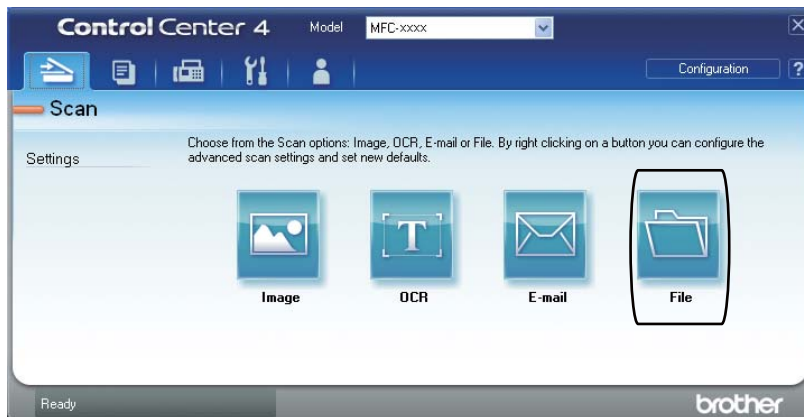 Control Center 4 Model MFC-xxxx
Configuration ?
Scan
Settings
Choose from the Scan options: Image, OCR, E-mail or File. By right clicking on a button you can configure the
advanced scan settings and set new defaults.
T
Image OCR E-mail File
Ready brother